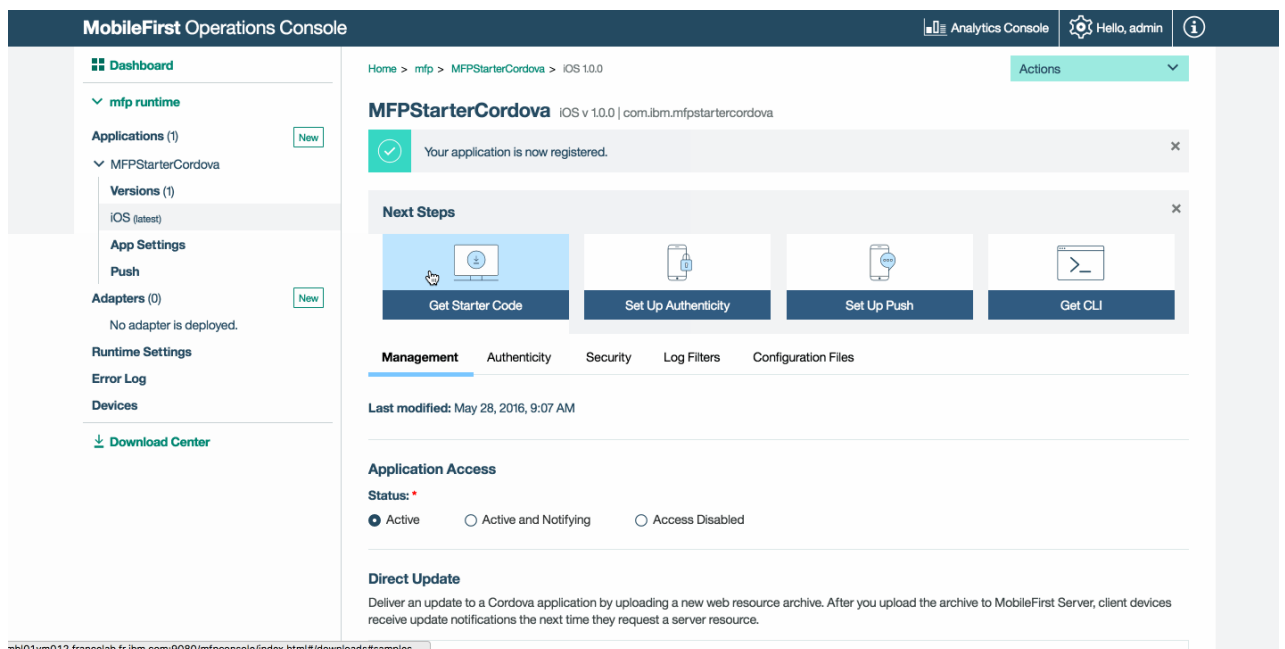 MobileFirst Operations Console
Analytics Console
Hello, admin
Dashboard
mfp runtime
Applications (1)
New
MFPStarterCordova
Versions (1)
iOS (latest)
App Settings
Push
Adapters (0)
New
No adapter is deployed.
Runtime Settings
Error Log
Devices
Download Center
Home > mfp > MFPStarterCordova > iOS 1.0.0
Actions
MFPStarterCordova iOS v 1.0.0 | com.ibm.mfpstartercordova
Your application is now registered.
Next Steps
Get Starter Code
Set Up Authenticity
Set Up Push
Get CLI
Management Authenticity Security Log Filters Configuration Files
Last modified: May 28, 2016, 9:07 AM
Application Access
Status: *
Active Active and Notifying Access Disabled
Direct Update
Deliver an update to a Cordova application by uploading a new web resource archive. After you upload the archive to MobileFirst Server, client devices
receive update notifications the next time they request a server resource.